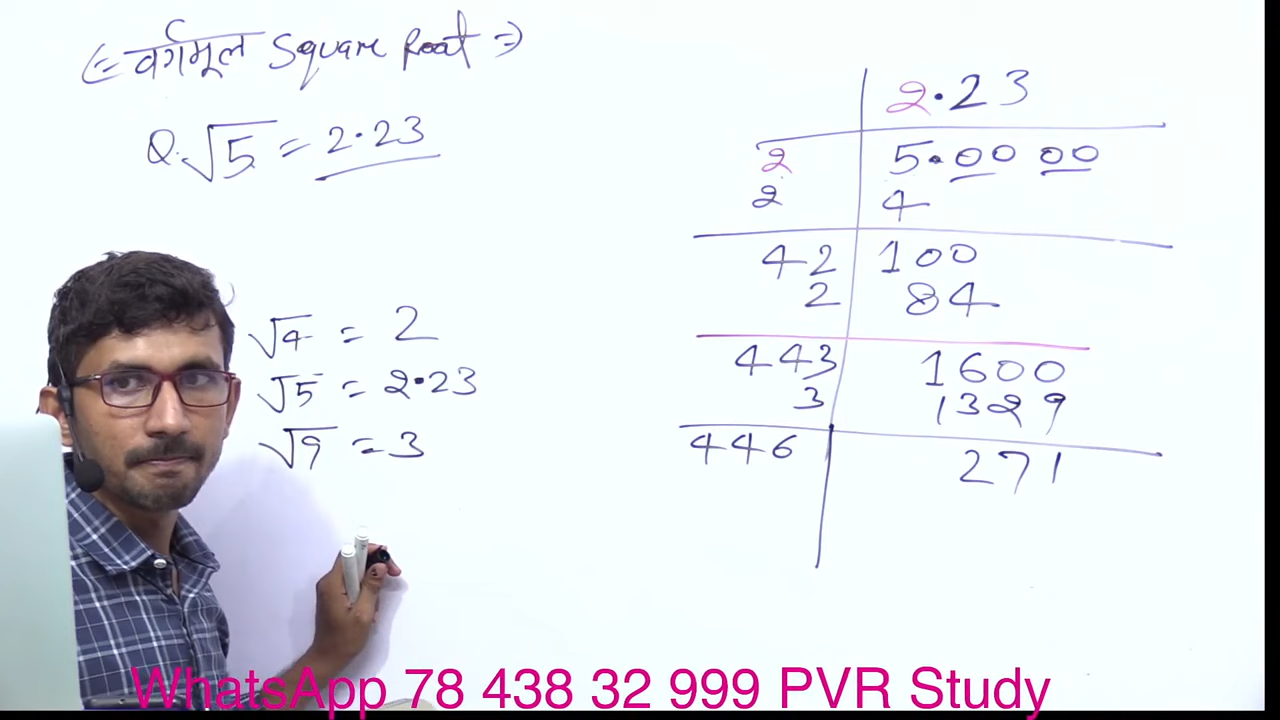 (= वर्गमूल Square Root =)
Q. √5 = 2.23
√4 = 2
√5 = 2.23
√9 = 3
2.23
2 5.00 00
2 4
42 100
2 84
443 1600
3 1329
446 271
WhatsApp 78 438 32 999 PVR Study